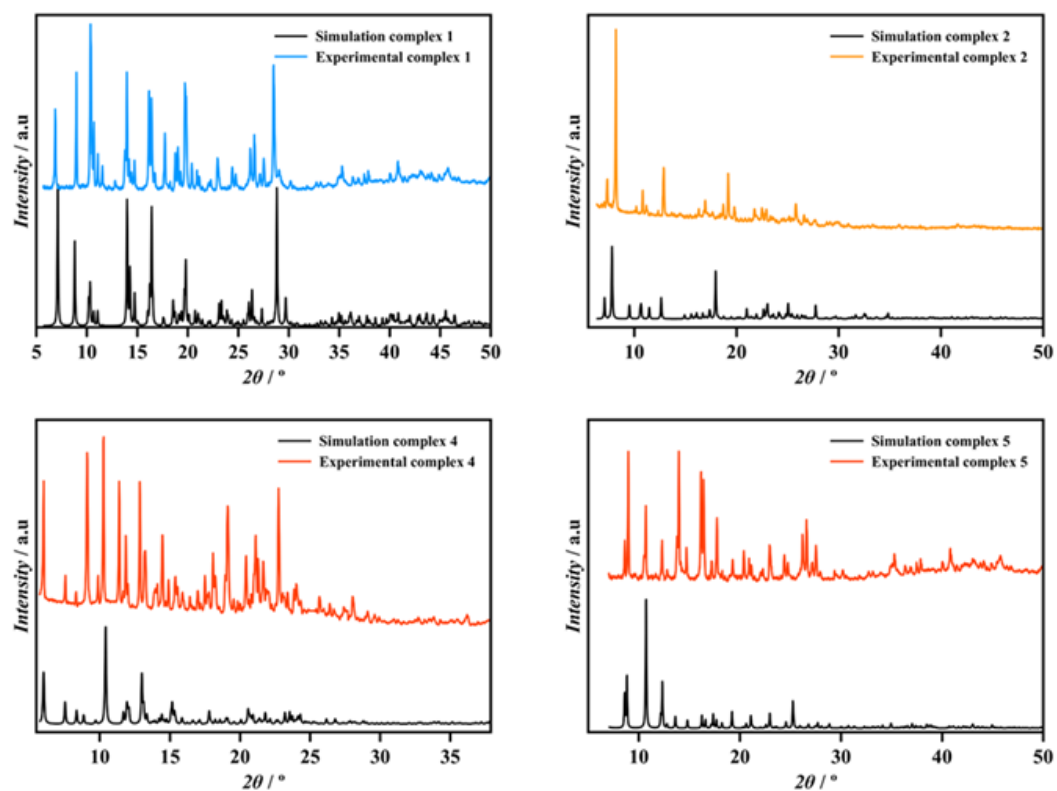 Simulation complex 1
Experimental complex 1
Intensity / a.u
5 10 15 20 25 30 35 40 45 50
2θ / °
Simulation complex 2
Experimental complex 2
Intensity / a.u
10 20 30 40 50
2θ / °
Simulation complex 4
Experimental complex 4
Intensity / a.u
10 15 20 25 30 35
2θ / °
Simulation complex 5
Experimental complex 5
Intensity / a.u
10 20 30 40 50
2θ / °